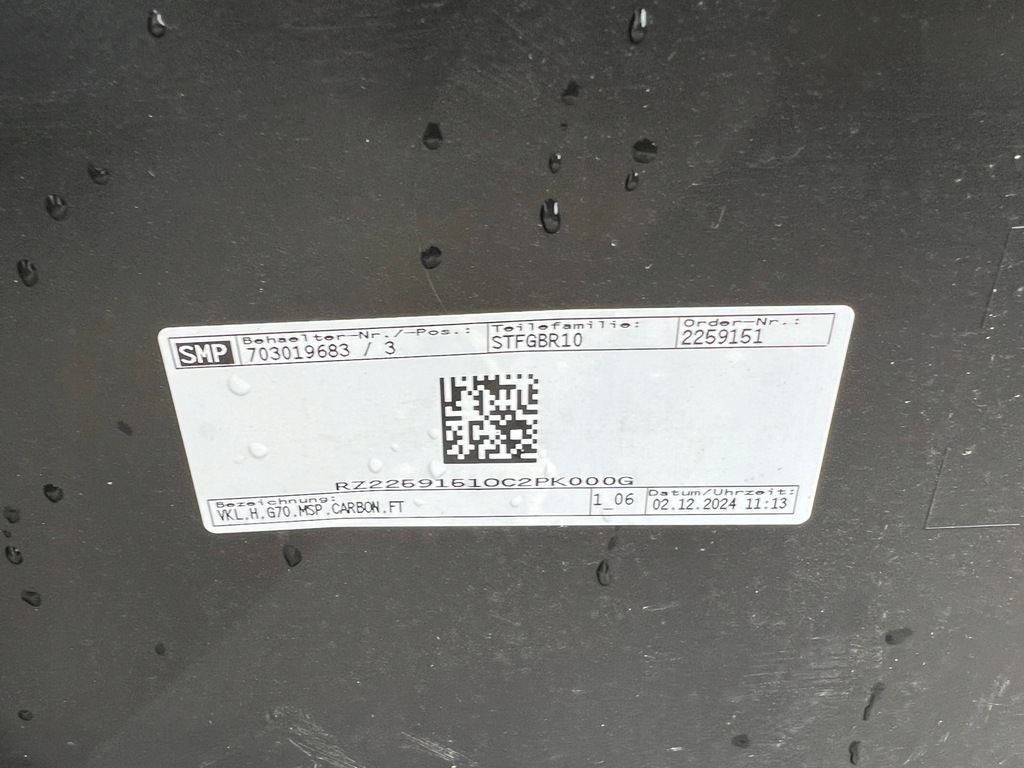 SMP
Behaelter-Nr./-Pos.:
703019683 / 3
Teilefamilie:
STFGBR10
Order-Nr.:
2259151
RZ2259151OC2PK000G
Bezeichnung:
VKL.H.G70.MSP.CARBON.FT
1_06
Datum/Uhrzeit:
02.12.2024 11:13